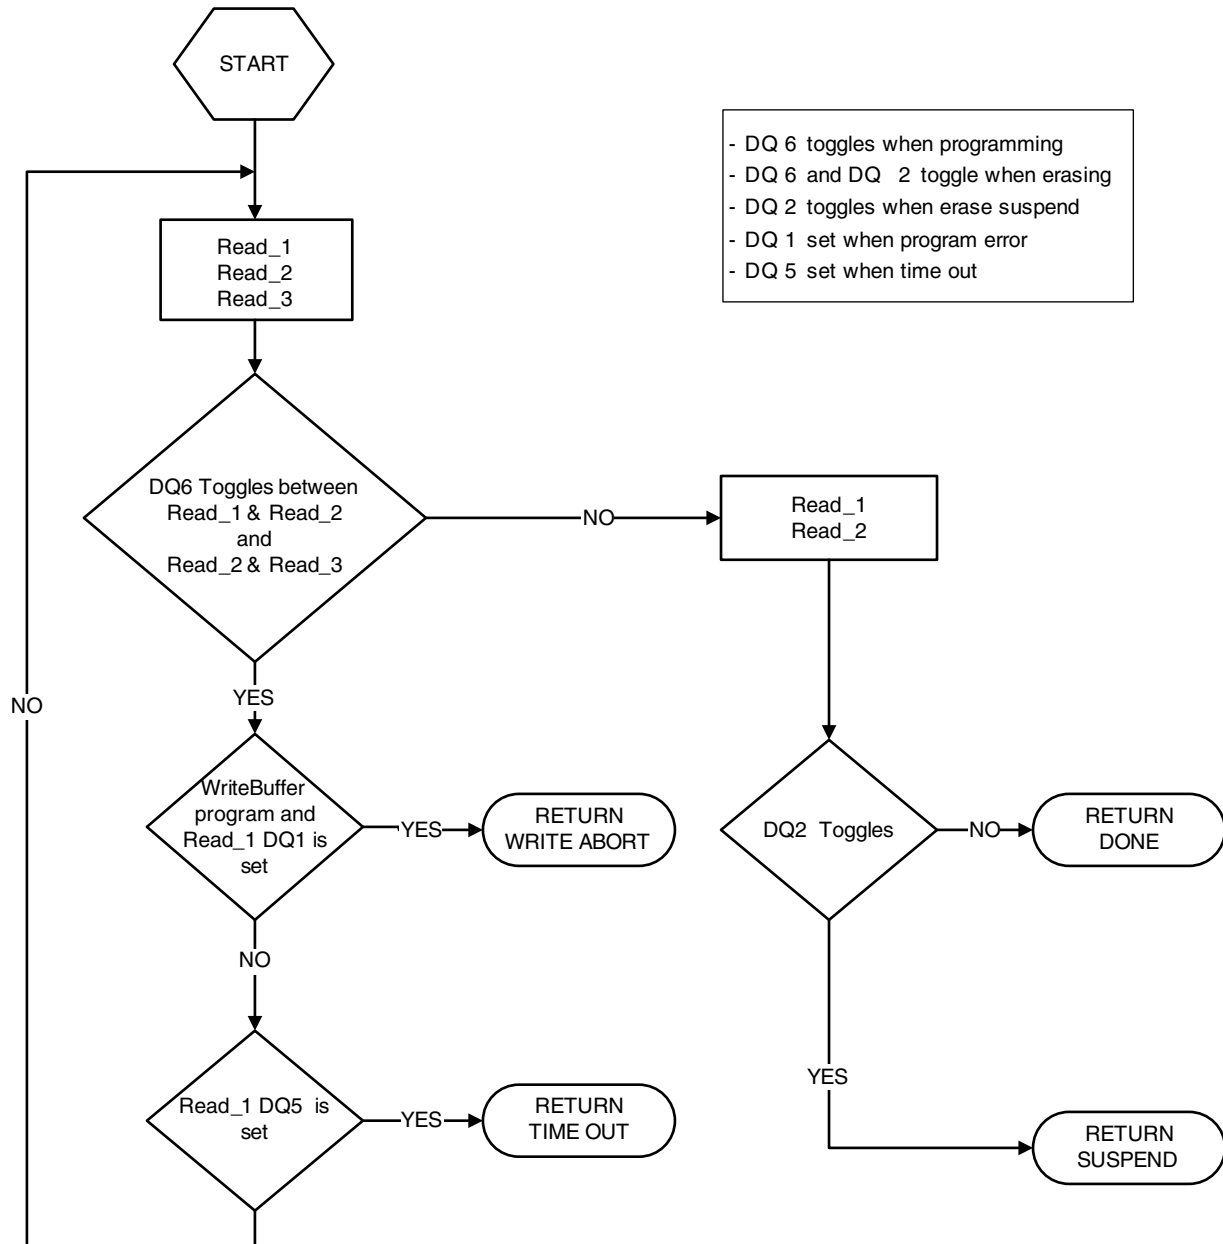 START
- DQ 6 toggles when programming
- DQ 6 and DQ 2 toggle when erasing
- DQ 2 toggles when erase suspend
- DQ 1 set when program error
- DQ 5 set when time out
Read_1
Read_2
Read_3
DQ6 Toggles between
Read_1 & Read_2
and
Read_2 & Read_3
NO
Read_1
Read_2
YES
NO
WriteBuffer
program and
Read_1 DQ1 is
set
YES
RETURN
WRITE ABORT
DQ2 Toggles
NO
RETURN
DONE
NO
YES
Read_1 DQ5 is
set
YES
RETURN
TIME OUT
RETURN
SUSPEND